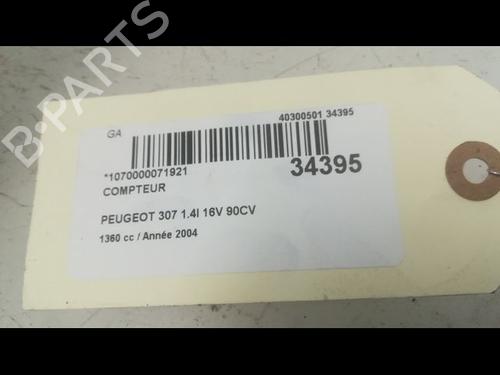 B-PARTS
GA
40300501 34395
*1070000071921
34395
COMPTEUR
PEUGEOT 307 1.4I 16V 90CV
1360 cc / Année 2004